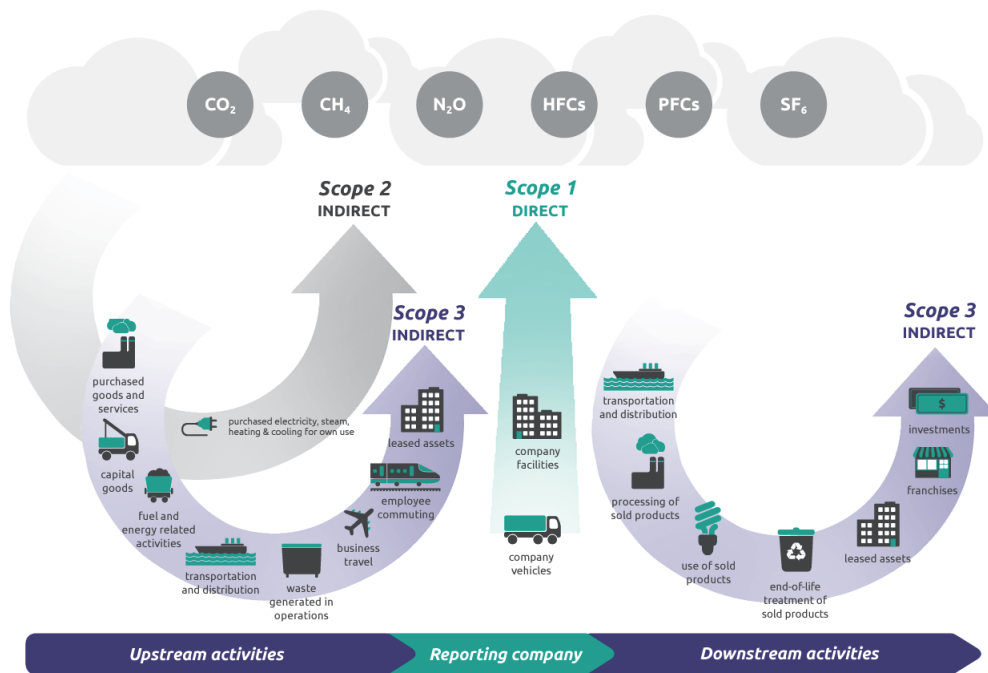 CO₂
CH₄
N₂O
HFCs
PFCs
SF₆
Scope 2
INDIRECT
Scope 1
DIRECT
Scope 3
INDIRECT
Scope 3
INDIRECT
purchased
goods and
services
capital
goods
fuel and
energy related
activities
transportation
and distribution
waste
generated in
operations
business
travel
employee
commuting
leased assets
purchased electricity, steam,
heating & cooling for own use
company
facilities
company
vehicles
transportation
and distribution
processing of
sold products
use of sold
products
end-of-life
treatment of
sold products
leased assets
franchises
$
investments
Upstream activities
Reporting company
Downstream activities